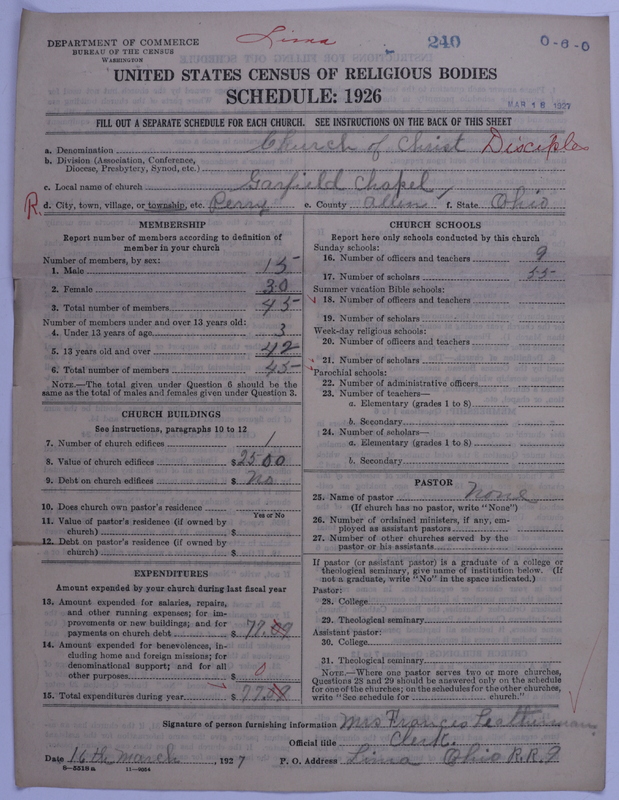 DEPARTMENT OF COMMERCE
BUREAU OF THE CENSUS
WASHINGTON
Lima
240
0-6-0
UNITED STATES CENSUS OF RELIGIOUS BODIES
SCHEDULE: 1926
MAR 18 1927
FILL OUT A SEPARATE SCHEDULE FOR EACH CHURCH. SEE INSTRUCTIONS ON THE BACK OF THIS SHEET
a. Denomination Church of Christ Disciples
b. Division (Association, Conference,
Diocese, Presbytery, Synod, etc.)
c. Local name of church Garfield Chapel
R. d. City, town, village, or township, etc. Perry e. County Allen f. State Ohio
MEMBERSHIP
Report number of members according to definition of
member in your church
Number of members, by sex:
1. Male 15
2. Female 30
3. Total number of members 45
Number of members under and over 13 years old:
4. Under 13 years of age 3
5. 13 years old and over 42
6. Total number of members 45
NOTE.—The total given under Question 6 should be the
same as the total of males and females given under Question 3.
CHURCH BUILDINGS
See instructions, paragraphs 10 to 12
7. Number of church edifices 1
8. Value of church edifices $2500
9. Debt on church edifices $ No
10. Does church own pastor's residence
Yes or No
11. Value of pastor's residence (if owned by
church) $
12. Debt on pastor's residence (if owned by
church) $
EXPENDITURES
Amount expended by your church during last fiscal year
13. Amount expended for salaries, repairs,
and other running expenses; for im-
provements or new buildings; and for
payments on church debt $ 77.09
14. Amount expended for benevolences, in-
cluding home and foreign missions; for
denominational support; and for all
other purposes $ 0
15. Total expenditures during year $ 77.09
CHURCH SCHOOLS
Report here only schools conducted by this church
Sunday schools:
16. Number of officers and teachers 9
17. Number of scholars 55
Summer vacation Bible schools:
18. Number of officers and teachers
19. Number of scholars
Week-day religious schools:
20. Number of officers and teachers
21. Number of scholars
Parochial schools:
22. Number of administrative officers
23. Number of teachers—
a. Elementary (grades 1 to 8)
b. Secondary
24. Number of scholars—
a. Elementary (grades 1 to 8)
b. Secondary
PASTOR
25. Name of pastor None
(If church has no pastor, write "None")
26. Number of ordained ministers, if any, em-
ployed as assistant pastors
27. Number of other churches served by the
pastor or his assistants
If pastor (or assistant pastor) is a graduate of a college or
theological seminary, give name of institution below. (If
not a graduate, write "No" in the space indicated.)
Pastor:
28. College
29. Theological seminary
Assistant pastor:
30. College
31. Theological seminary
NOTE.—Where one pastor serves two or more churches,
Questions 28 and 29 should be answered only on the schedule
for one of the churches; on the schedules for the other churches,
write "See schedule for church."
Signature of person furnishing information Mrs Frances Leatherman
Official title Clerk.
Date 16th March, 1927 P. O. Address Lima Ohio R.R. 9
8-5518a 11-9054